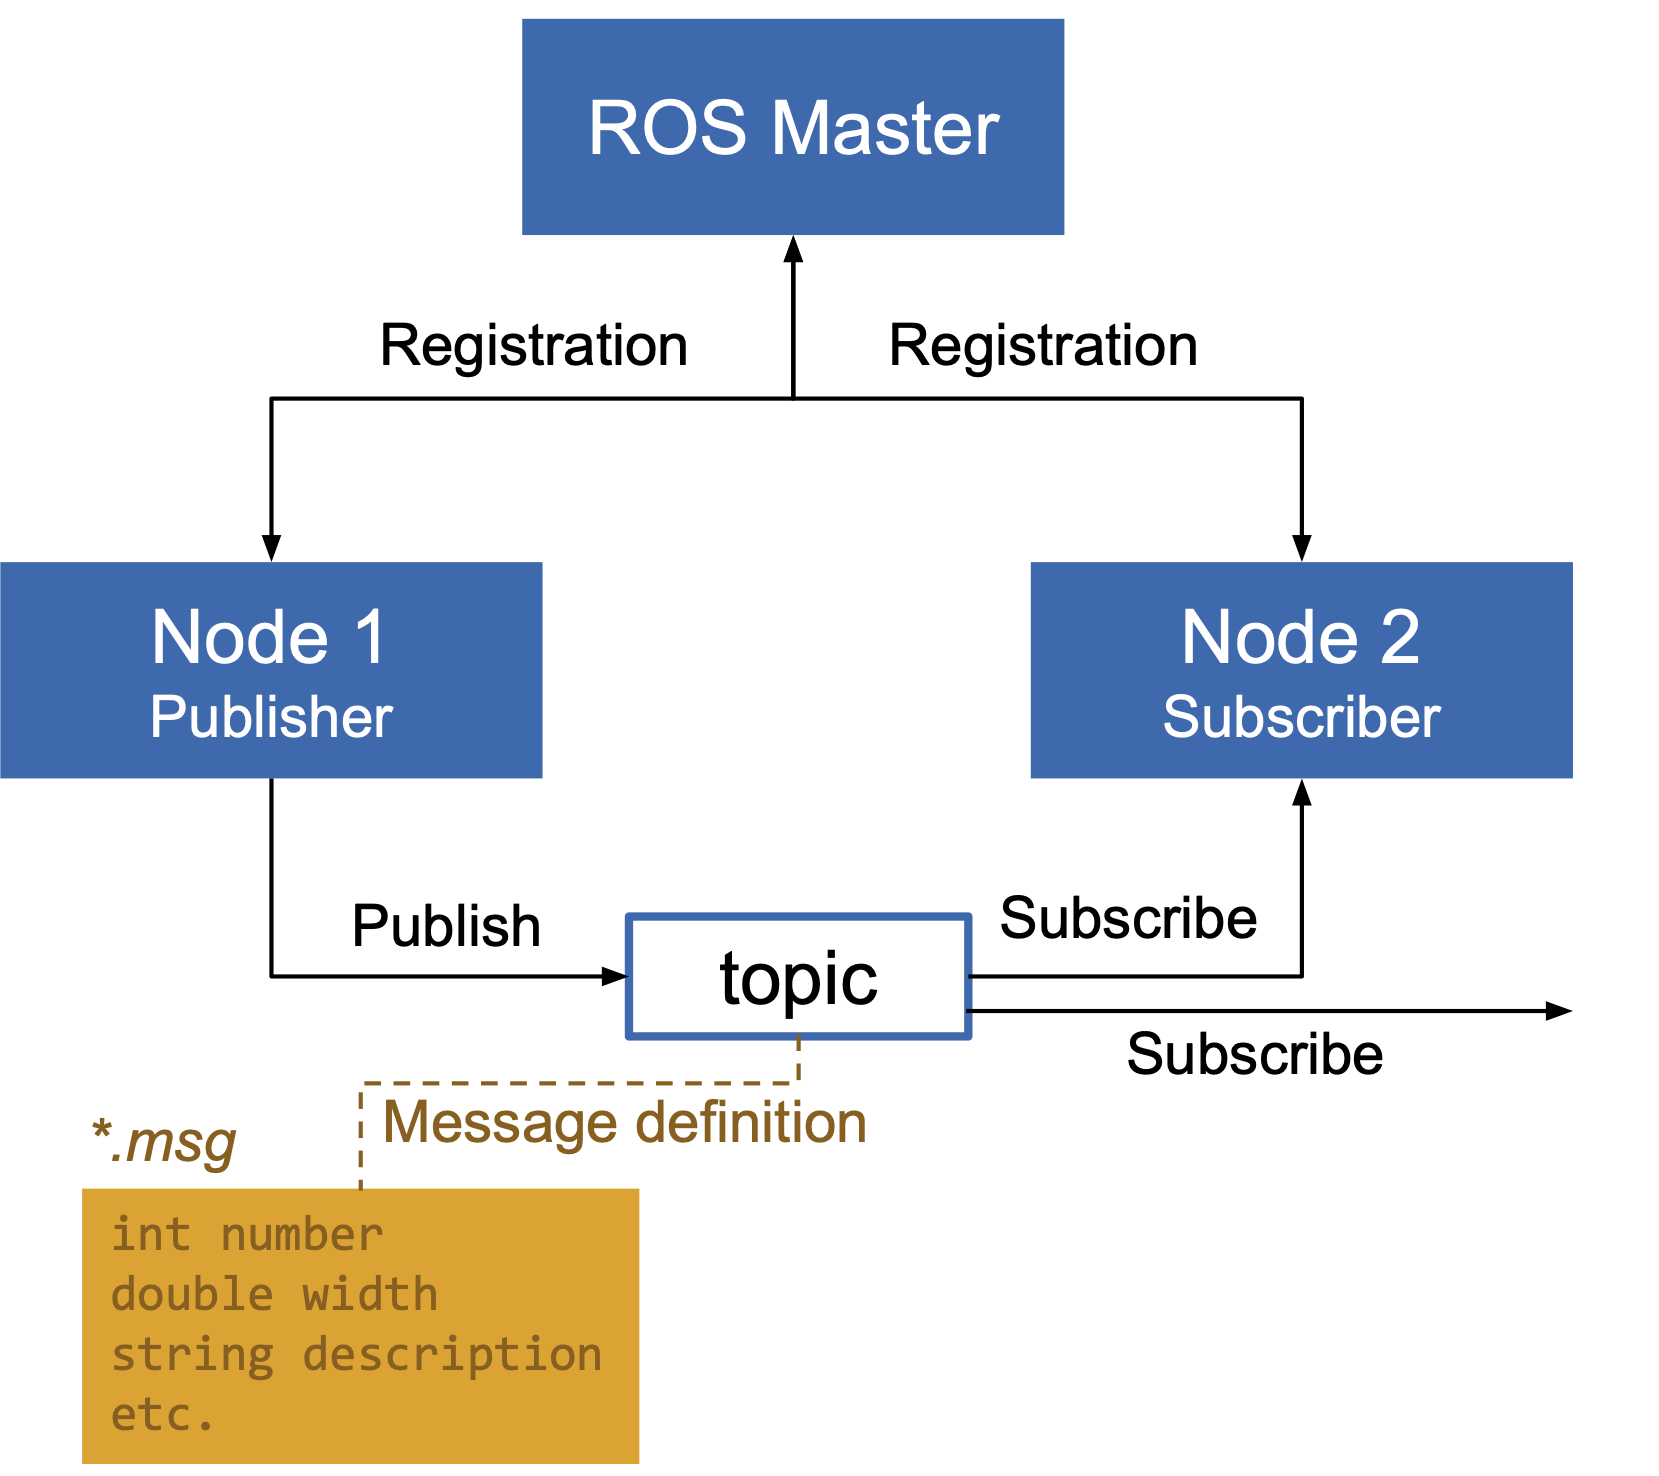 ROS Master
Registration
Registration
Node 1
Publisher
Node 2
Subscriber
Publish
topic
Subscribe
Subscribe
Message definition
*.msg
int number
double width
string description
etc.